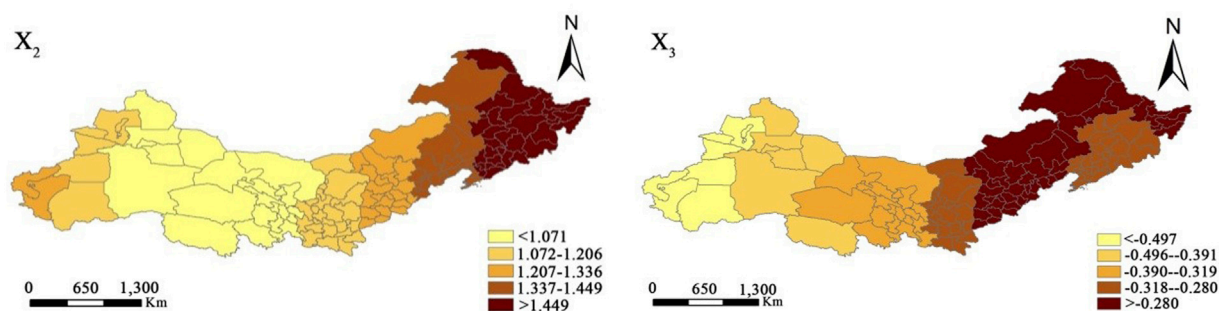 X2
N
<1.071
1.072-1.206
1.207-1.336
1.337-1.449
>1.449
0 650 1,300
Km
X3
N
<-0.497
-0.496--0.391
-0.390--0.319
-0.318--0.280
>-0.280
0 650 1,300
Km